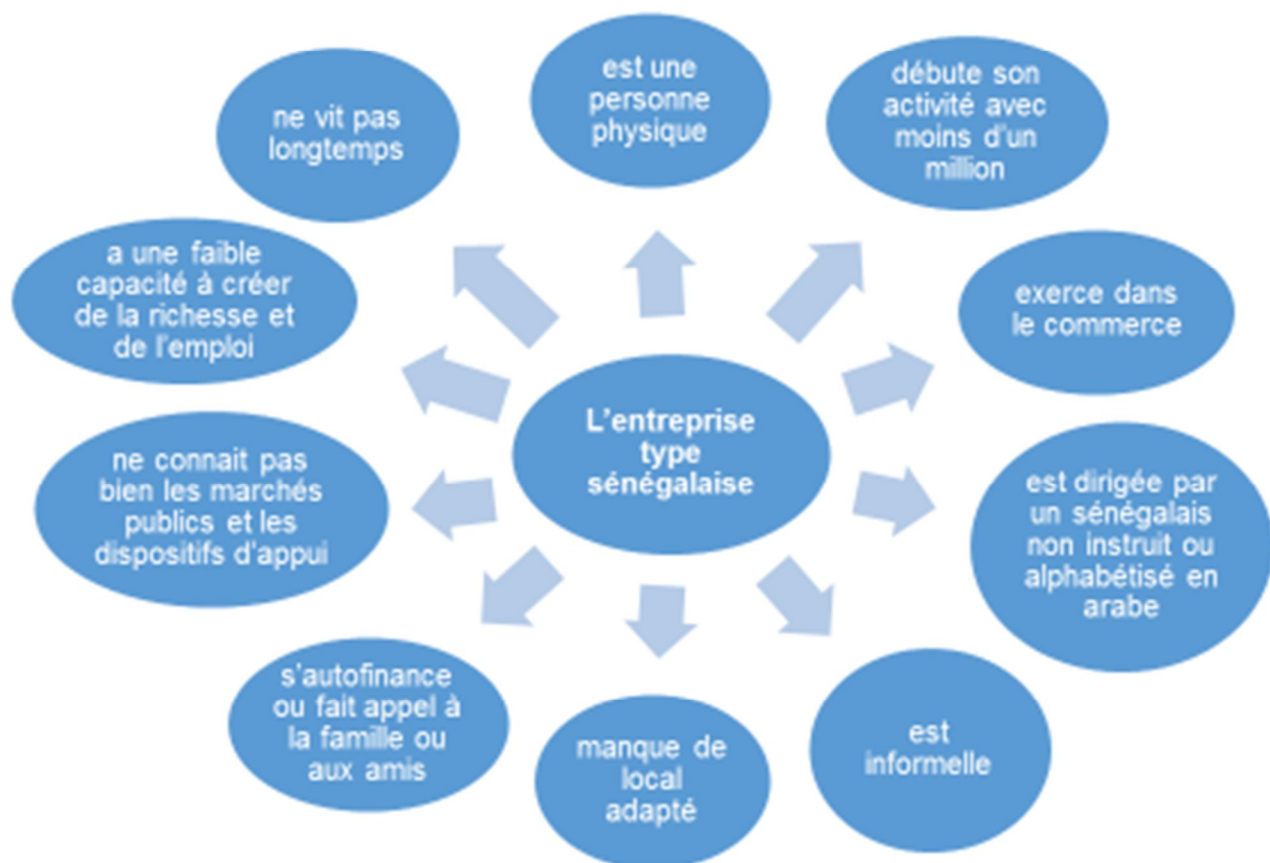 L'entreprise
type
sénégalaise
est une
personne
physique
débute son
activité avec
moins d'un
million
exerce dans
le commerce
est dirigée par
un sénégalais
non instruit ou
alphabétisé en
arabe
est
informelle
manque de
local
adapté
s'autofinance
ou fait appel à
la famille ou
aux amis
ne connait pas
bien les marchés
publics et les
dispositifs d'appui
a une faible
capacité à créer
de la richesse et
de l'emploi
ne vit pas
longtemps